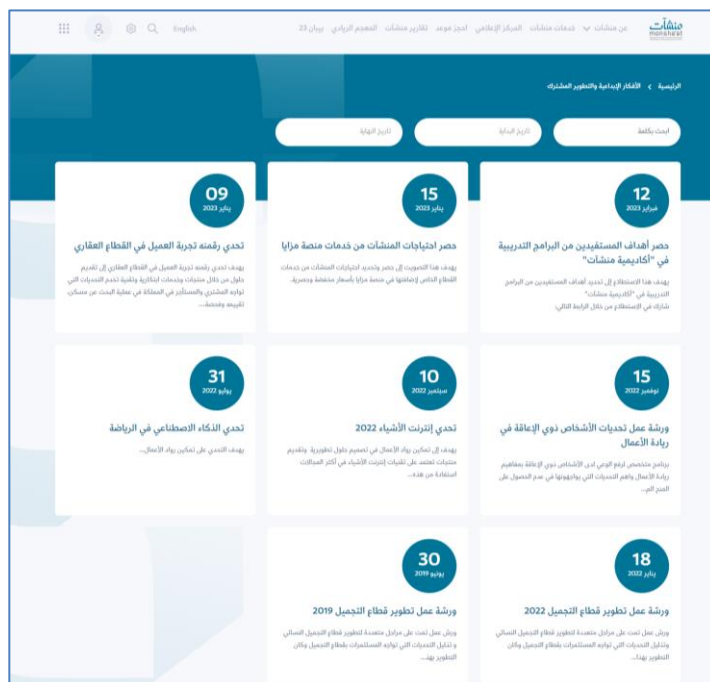 منشآت
monsha'at
عن منشآت خدمات منشآت المركز الإعلامي احجز موعد تقارير منشآت المعجم الريادي بيبان 23
English
الرئيسية الأفكار الإبداعية والتطوير المشترك
ابحث بكلمة تاريخ البداية تاريخ النهاية
12
فبراير 2023
حصر أهداف المستفيدين من البرامج التدريبية
في "أكاديمية منشآت"
يهدف هذا الاستطلاع إلى تحديد أهداف المستفيدين من البرامج
التدريبية في "أكاديمية منشآت"
شارك في الاستطلاع من خلال الرابط التالي:
15
يناير 2023
حصر احتياجات المنشآت من خدمات منصة مزايا
يهدف هذا التصويت إلى حصر وتحديد احتياجات المنشآت من خدمات
القطاع الخاص لإضافتها في منصة مزايا بأسعار مخفضة وحصرية.
09
يناير 2023
تحدي رقمنه تجربة العميل في القطاع العقاري
يهدف تحدي رقمنه تجربة العميل في القطاع العقاري إلى تقديم
حلول من خلال منتجات وخدمات ابتكارية وتقنية تخدم التحديات التي
تواجه المشتري والمستأجر في المملكة في عملية البحث عن مسكن،
تقييمه وفحصه....
15
نوفمبر 2022
ورشة عمل تحديات الأشخاص ذوي الإعاقة في
ريادة الأعمال
برنامج متخصص لرفع الوعي لدى الأشخاص ذوي الإعاقة بمفاهيم
ريادة الأعمال واهم التحديات التي يواجهونها في عدم الحصول على
المنح الم...
10
سبتمبر 2022
تحدي إنترنت الأشياء 2022
يهدف إلى تمكين رواد الأعمال في تصميم حلول تطويرية وتقديم
منتجات تعتمد على تقنيات إنترنت الأشياء في أكثر المجالات
استفادة من هذه...
31
يوليو 2022
تحدي الذكاء الاصطناعي في الرياضة
يهدف التحدي على تمكين رواد الأعمال...
18
يناير 2022
ورشة عمل تطوير قطاع التجميل 2022
ورش عمل تمت على مراحل متعددة لتطوير قطاع التجميل النسائي
وتذليل التحديات التي تواجه المستثمرات بقطاع التجميل وكان
التطوير بهذا...
30
يونيو 2019
ورشة عمل تطوير قطاع التجميل 2019
ورش عمل تمت على مراحل متعددة لتطوير قطاع التجميل النسائي
و تذليل التحديات التي تواجه المستثمرات بقطاع التجميل وكان
التطوير بهذ...